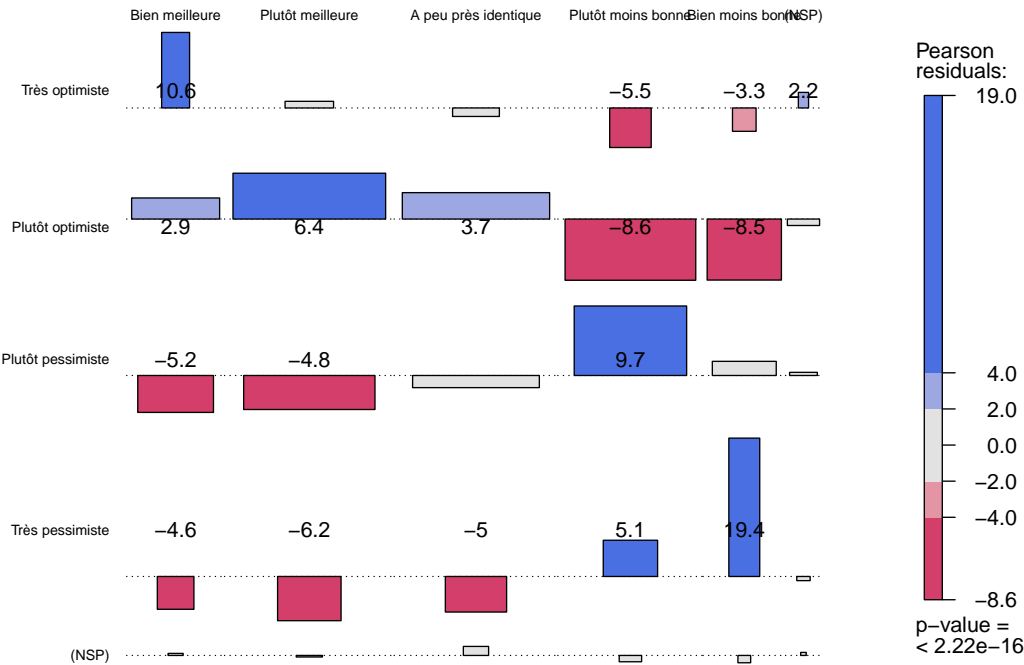 Bien meilleure Plutôt meilleure A peu près identique Plutôt moins bonne Bien moins bonne (NSP)
Très optimiste 10.6 −5.5 −3.3 2.2
Plutôt optimiste 2.9 6.4 3.7 −8.6 −8.5
Plutôt pessimiste −5.2 −4.8 9.7
Très pessimiste −4.6 −6.2 −5 5.1 19.4
(NSP)
Pearson
residuals:
19.0
4.0
2.0
0.0
−2.0
−4.0
−8.6
p−value =
< 2.22e−16